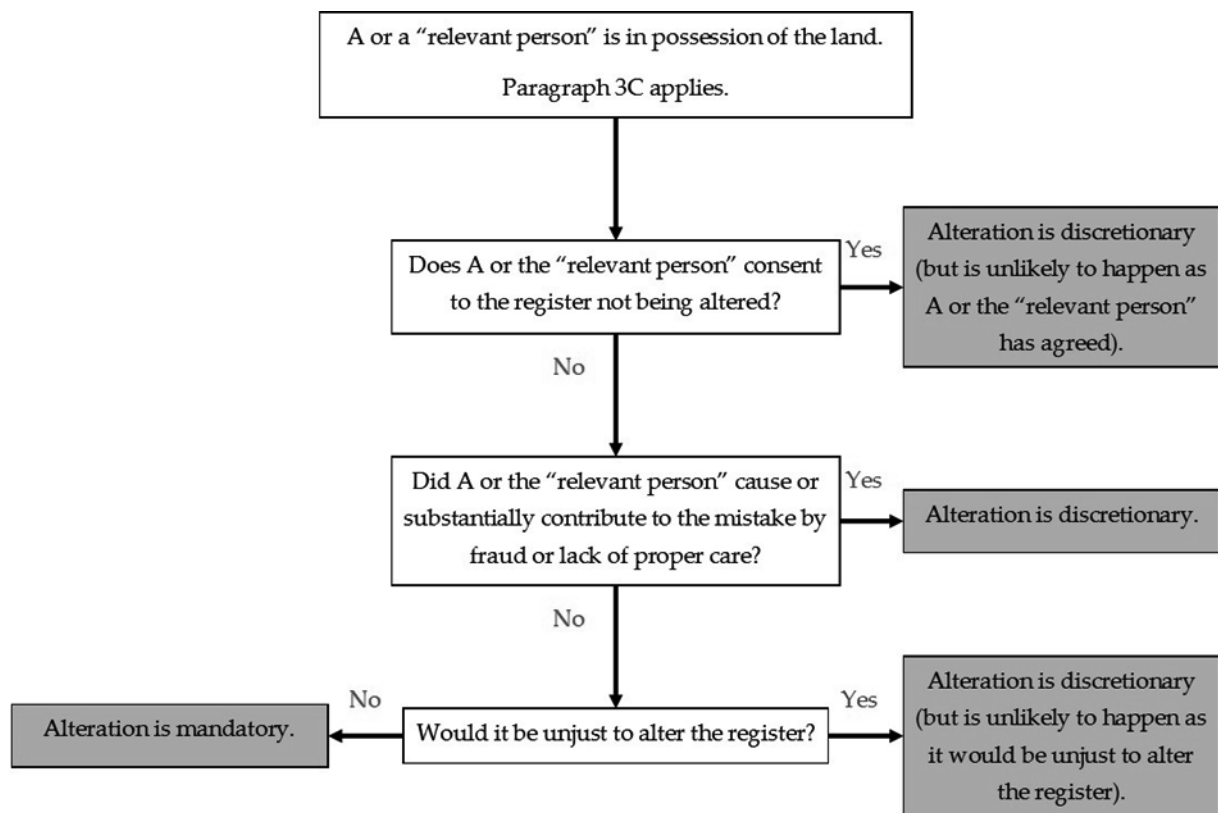 A or a “relevant person” is in possession of the land.
Paragraph 3C applies.
Does A or the “relevant person” consent
to the register not being altered?
Yes
Alteration is discretionary
(but is unlikely to happen as
A or the “relevant person”
has agreed).
No
Did A or the “relevant person” cause or
substantially contribute to the mistake by
fraud or lack of proper care?
Yes
Alteration is discretionary.
No
Alteration is mandatory.
No
Would it be unjust to alter the register?
Yes
Alteration is discretionary
(but is unlikely to happen as
it would be unjust to alter
the register).